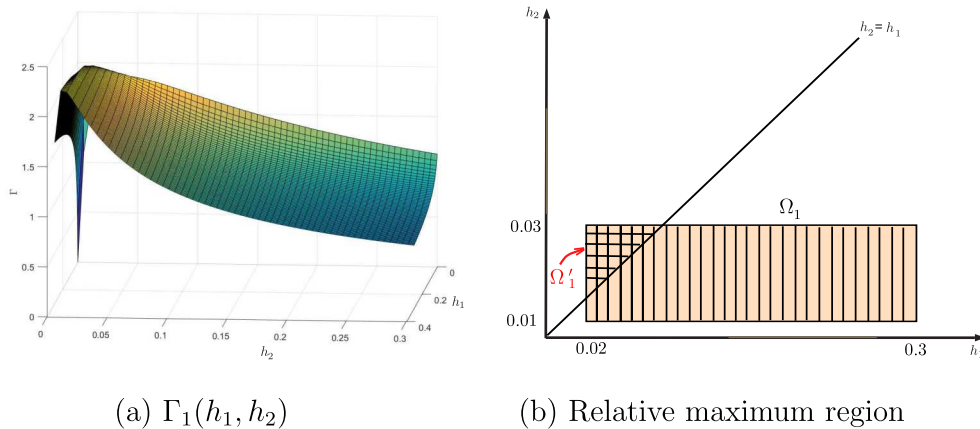 2.5
2
1.5
1
0.5
0
Γ
0
0.05
0.1
0.15
0.2
0.25
0.3
h₂
0
0.2
0.4
h₁
h₂
h₂ = h₁
Ω₁
0.03
Ω₁′
0.01
0.02
0.3
(a) Γ₁(h₁, h₂)
(b) Relative maximum region